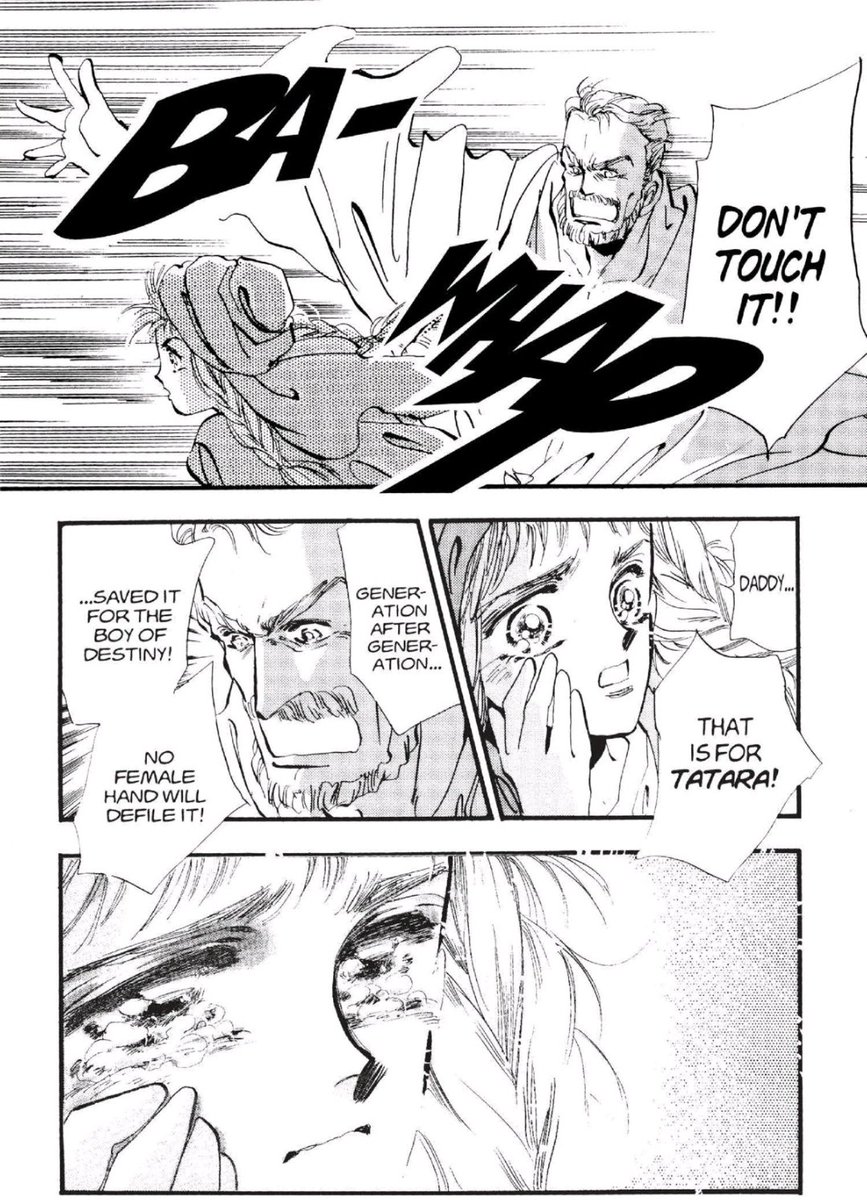 BA-
WHAP
DON'T
TOUCH
IT!!
DADDY...
THAT
IS FOR
TATARA!
GENER-
ATION
AFTER
GENER-
ATION...
...SAVED IT
FOR THE
BOY OF
DESTINY!
NO
FEMALE
HAND WILL
DEFILE IT!